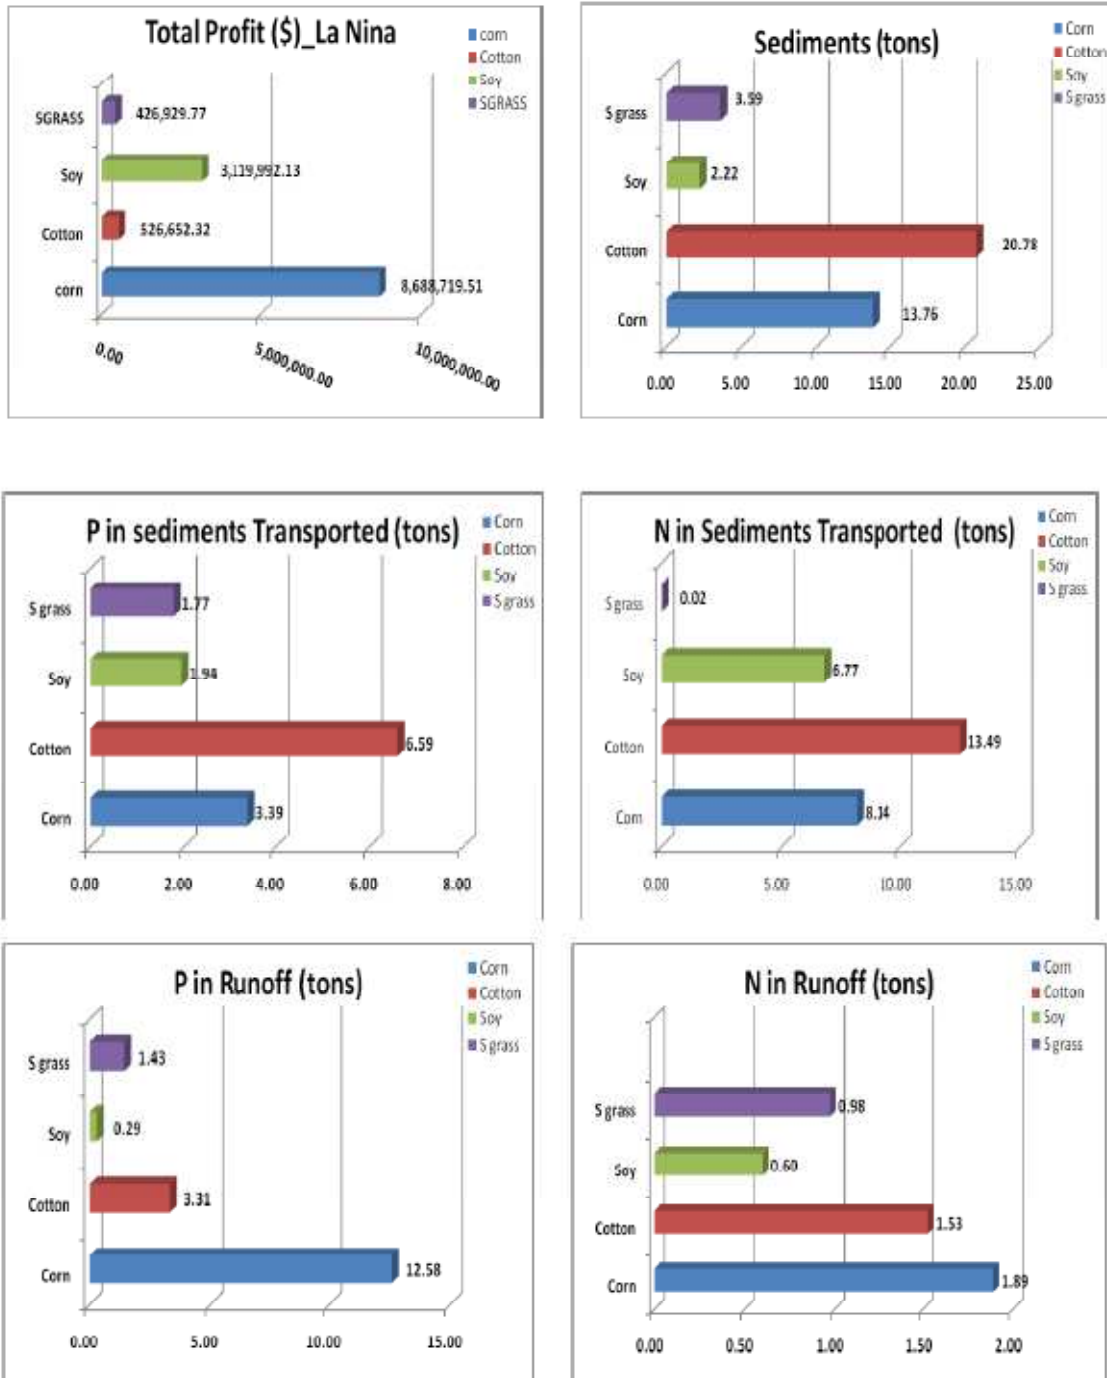 Total Profit ($)_La Nina
corn
Cotton
Soy
SGRASS
SGRASS
426,929.77
Soy
3,119,992.13
Cotton
526,652.32
corn
8,688,719.51
0.00
5,000,000.00
10,000,000.00
Sediments (tons)
Corn
Cotton
Soy
S grass
S grass
3.59
Soy
2.22
Cotton
20.78
Corn
13.76
0.00 5.00 10.00 15.00 20.00 25.00
P in sediments Transported (tons)
Corn
Cotton
Soy
S grass
S grass
1.77
Soy
Cotton
6.59
Corn
3.39
0.00 2.00 4.00 6.00 8.00
N in Sediments Transported (tons)
Corn
Cotton
Soy
S grass
S grass
0.02
Soy
6.77
Cotton
13.49
Corn
8.14
0.00 5.00 10.00 15.00
P in Runoff (tons)
Corn
Cotton
Soy
S grass
S grass
1.43
Soy
0.29
Cotton
3.31
Corn
12.58
0.00 5.00 10.00 15.00
N in Runoff (tons)
Corn
Cotton
Soy
S grass
S grass
0.98
Soy
0.60
Cotton
1.53
Corn
1.89
0.00 0.50 1.00 1.50 2.00